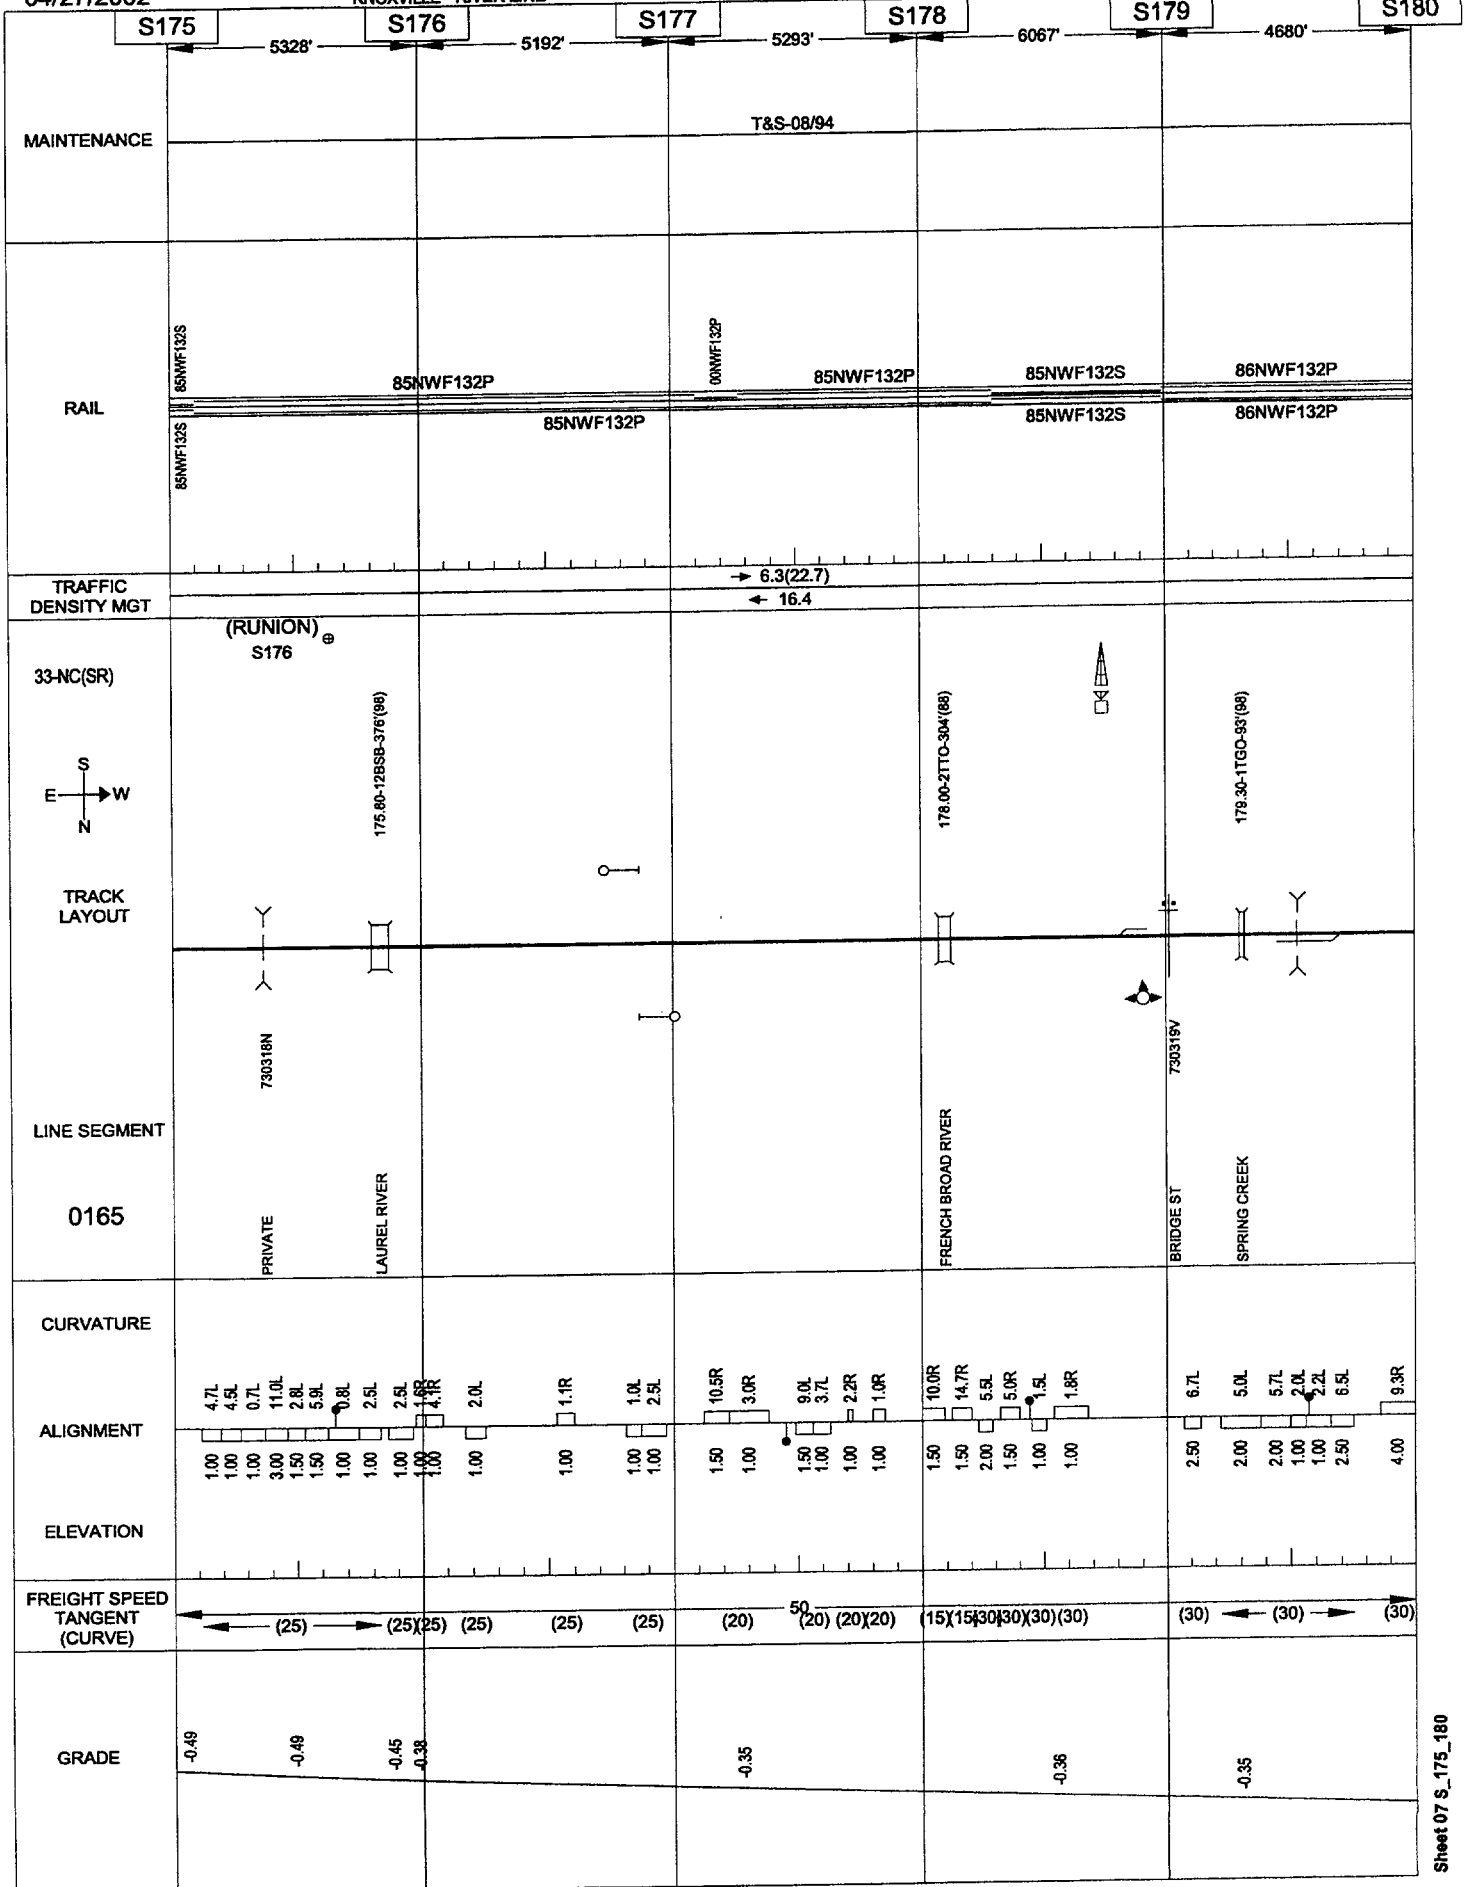 S175 S176 S177 S178 S179 S180
5328' 5192' 5293' 6067' 4680'
MAINTENANCE
T&S-08/94
RAIL
85NWF132S
85NWF132S
85NWF132P
85NWF132P
00NWF132P
85NWF132P
85NWF132S
85NWF132S
86NWF132P
86NWF132P
TRAFFIC
DENSITY MGT
6.3(22.7)
16.4
33-NC(SR)
(RUNION)
S176
S
E W
N
TRACK
LAYOUT
175.80-12BSB-376'(98)
178.00-2TTO-304'(88)
179.30-1TGO-93'(98)
730318N
730319V
LINE SEGMENT
0165
PRIVATE
LAUREL RIVER
FRENCH BROAD RIVER
BRIDGE ST
SPRING CREEK
CURVATURE
4.7L 4.5L 0.7L 11.0L 2.8L 5.9L 0.8L 2.5L 2.5L 1.6R 4.1R 2.0L 1.1R 1.0L 2.5L 10.5R 3.0R 9.0L 3.7L 2.2R 1.0R 10.0R 14.7R 5.5L 5.0R 1.5L 1.8R 6.7L 5.0L 5.7L 2.0L 2.2L 6.5L 9.3R
ALIGNMENT
1.00 1.00 1.00 3.00 1.50 1.50 1.00 1.00 1.00 1.00 1.00 1.00 1.00 1.00 1.00 1.50 1.00 1.50 1.00 1.00 1.00 1.50 1.50 2.00 1.50 1.00 1.00 2.50 2.00 2.00 1.00 1.00 2.50 4.00
ELEVATION
FREIGHT SPEED
TANGENT
(CURVE)
50
(25) (25)(25) (25) (25) (25) (20) (20) (20)(20) (15)(15)(30)(30)(30)(30) (30) (30) (30)
GRADE
-0.49 -0.49 -0.45 -0.38 -0.35 -0.36 -0.35
Sheet 07 S_175_180